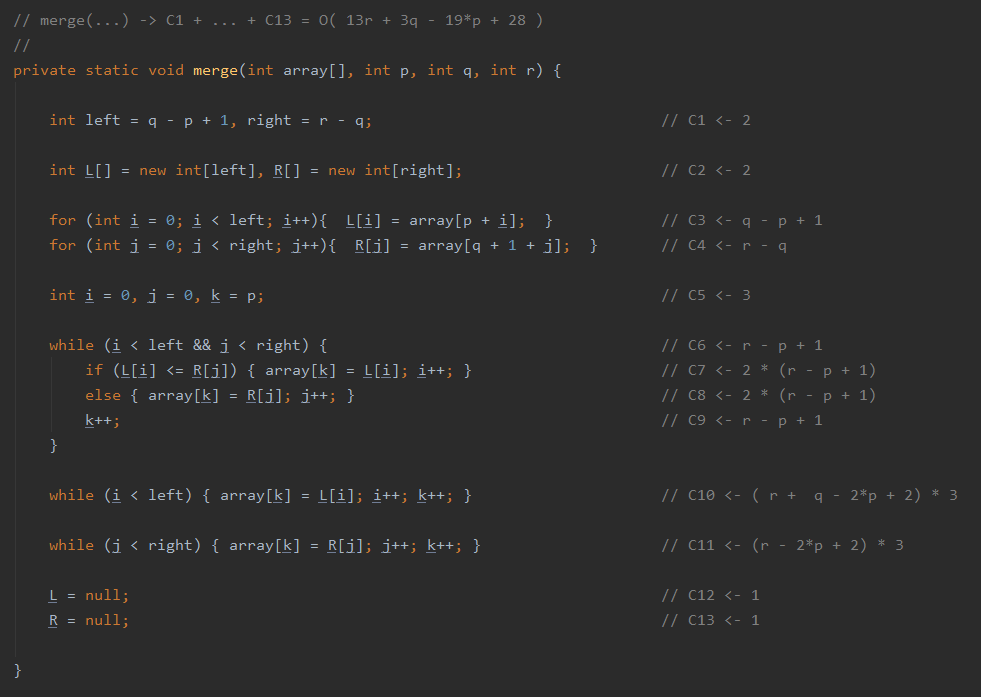 // merge(...) -> C1 + ... + C13 = O( 13r + 3q - 19*p + 28 )
//
private static void merge(int array[], int p, int q, int r) {
int left = q - p + 1, right = r - q; // C1 <- 2
int L[] = new int[left], R[] = new int[right]; // C2 <- 2
for (int i = 0; i < left; i++){ L[i] = array[p + i]; } // C3 <- q - p + 1
for (int j = 0; j < right; j++){ R[j] = array[q + 1 + j]; } // C4 <- r - q
int i = 0, j = 0, k = p; // C5 <- 3
while (i < left && j < right) { // C6 <- r - p + 1
if (L[i] <= R[j]) { array[k] = L[i]; i++; } // C7 <- 2 * (r - p + 1)
else { array[k] = R[j]; j++; } // C8 <- 2 * (r - p + 1)
k++; // C9 <- r - p + 1
}
while (i < left) { array[k] = L[i]; i++; k++; } // C10 <- ( r + q - 2*p + 2) * 3
while (j < right) { array[k] = R[j]; j++; k++; } // C11 <- (r - 2*p + 2) * 3
L = null; // C12 <- 1
R = null; // C13 <- 1
}